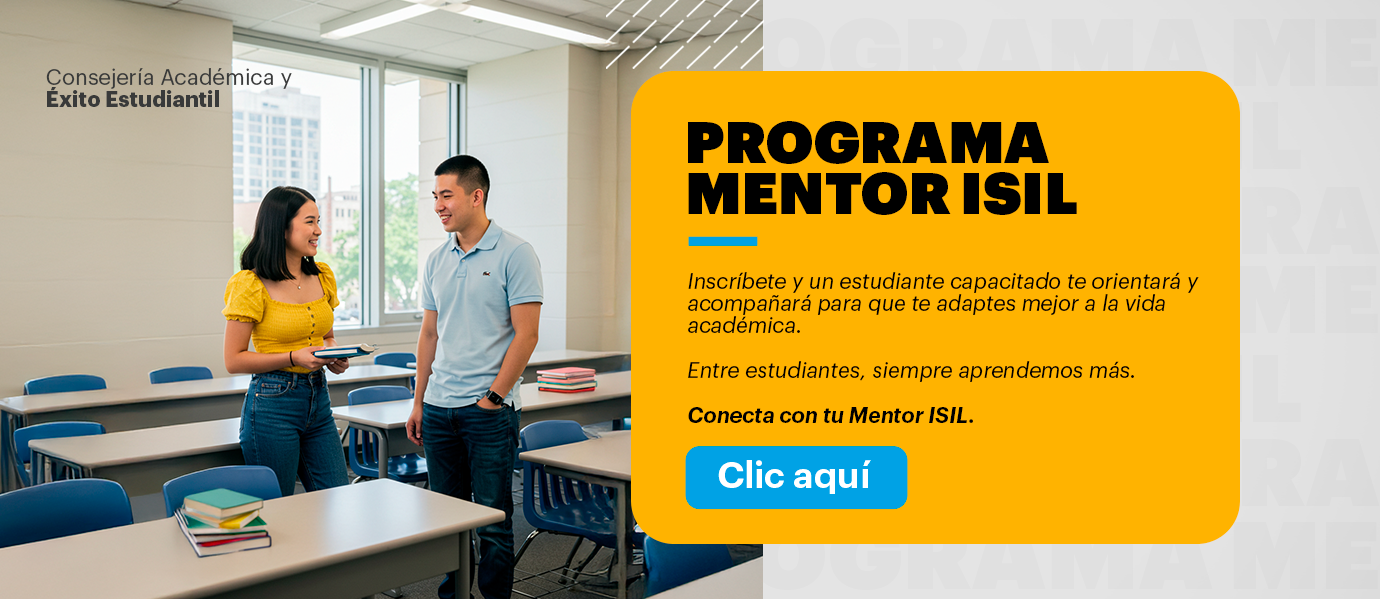 Consejería Académica y
Éxito Estudiantil
PROGRAMA
MENTOR ISIL
Inscríbete y un estudiante capacitado te orientará y
acompañará para que te adaptes mejor a la vida
académica.
Entre estudiantes, siempre aprendemos más.
Conecta con tu Mentor ISIL.
Clic aquí